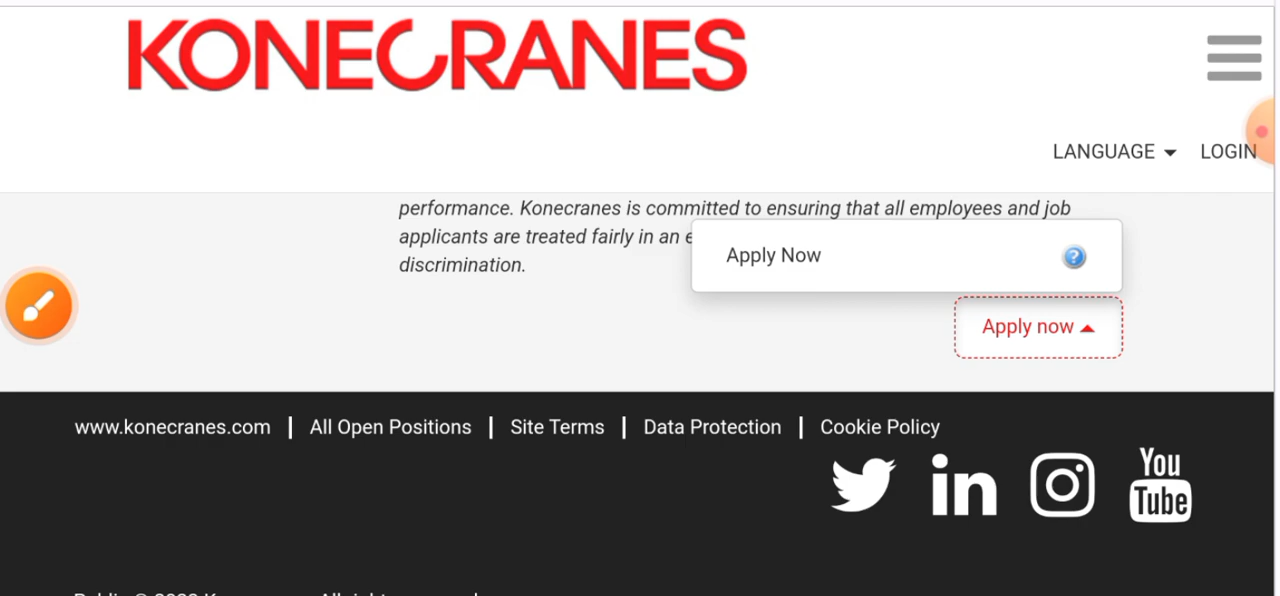 KONECRANES
LANGUAGE LOGIN
performance. Konecranes is committed to ensuring that all employees and job
applicants are treated fairly in an
discrimination.
Apply Now
Apply now
www.konecranes.com | All Open Positions | Site Terms | Data Protection | Cookie Policy
in
You
Tube